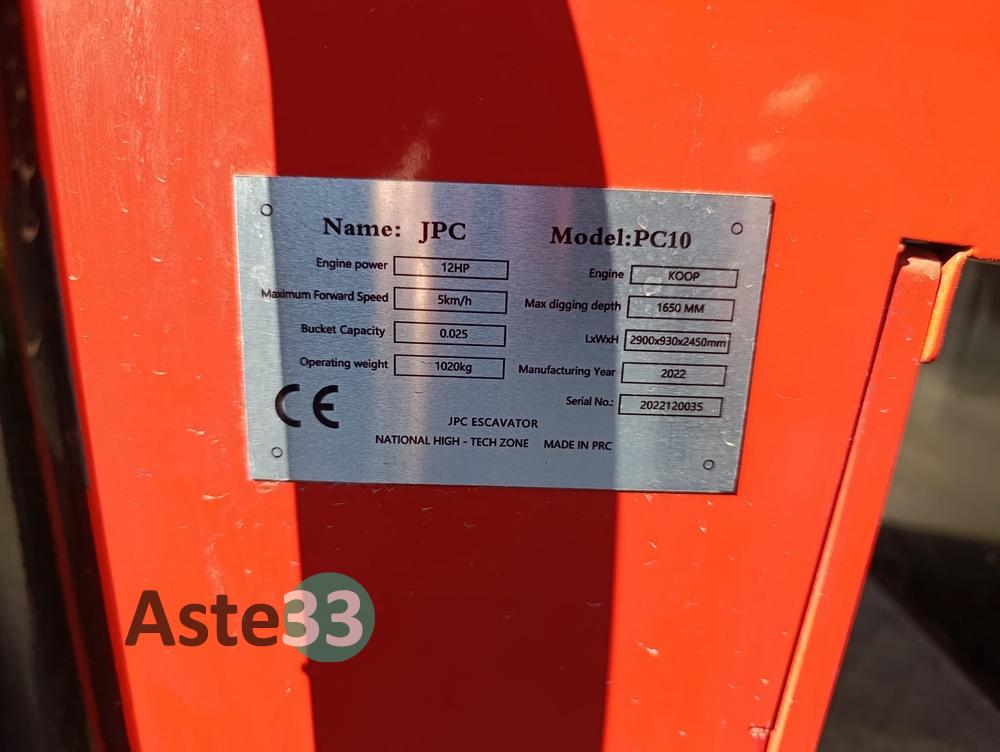 Name: JPC Model:PC10
Engine power 12HP Engine KOOP
Maximum Forward Speed 5km/h Max digging depth 1650 MM
Bucket Capacity 0.025 LxWxH 2900x930x2450mm
Operating weight 1020kg Manufacturing Year 2022
Serial No.: 2022120035
CE
JPC ESCAVATOR
NATIONAL HIGH - TECH ZONE MADE IN PRC
Aste33